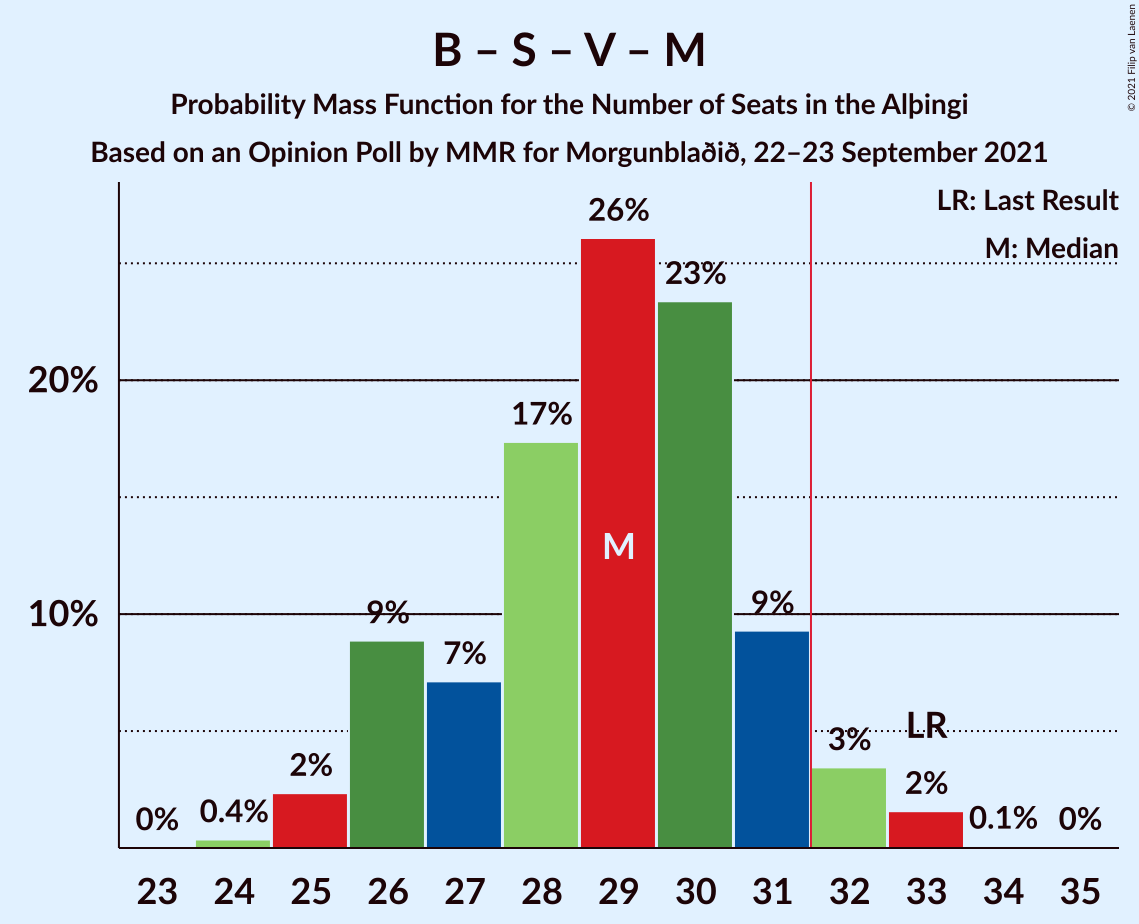 B – S – V – M
Probability Mass Function for the Number of Seats in the Alþingi
Based on an Opinion Poll by MMR for Morgunblaðið, 22–23 September 2021
© 2021 Filip van Laenen
LR: Last Result
M: Median
26%
23%
20%
17%
M
10%
9%
9%
7%
LR
3%
2%
2%
0%
0.4%
0.1%
0%
23 24 25 26 27 28 29 30 31 32 33 34 35